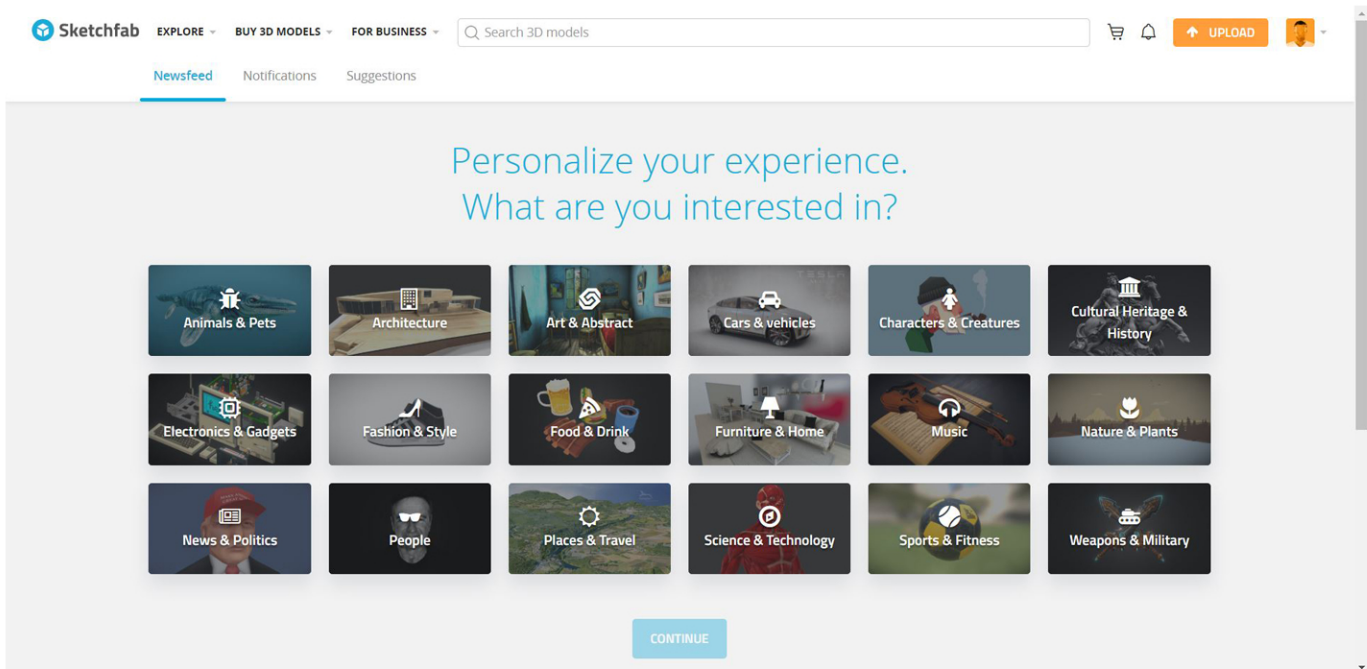 Sketchfab EXPLORE BUY 3D MODELS FOR BUSINESS Search 3D models UPLOAD
Newsfeed Notifications Suggestions
Personalize your experience.
What are you interested in?
Animals & Pets
Architecture
Art & Abstract
Cars & vehicles
Characters & Creatures
Cultural Heritage &
History
Electronics & Gadgets
Fashion & Style
Food & Drink
Furniture & Home
Music
Nature & Plants
News & Politics
People
Places & Travel
Science & Technology
Sports & Fitness
Weapons & Military
CONTINUE